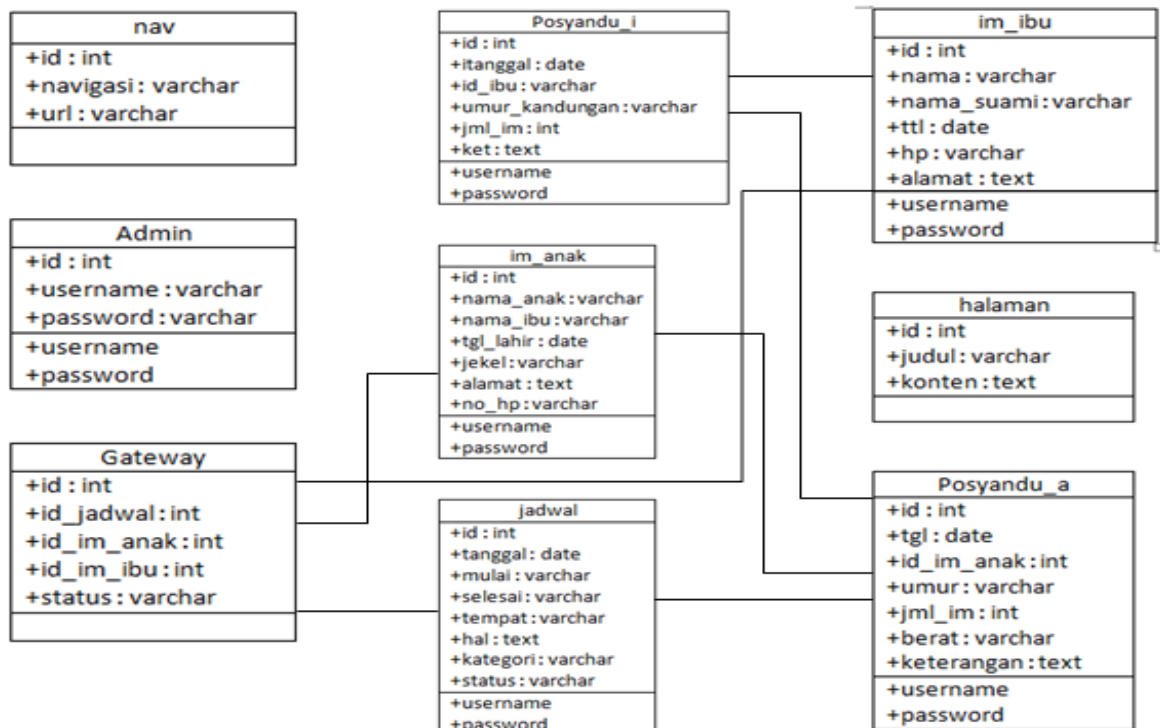 nav
+id : int
+navigasi : varchar
+url : varchar
Admin
+id : int
+username : varchar
+password : varchar
+username
+password
Gateway
+id : int
+id_jadwal : int
+id_im_anak : int
+id_im_ibu : int
+status : varchar
Posyandu_i
+id : int
+itanggal : date
+id_ibu : varchar
+umur_kandungan : varchar
+jml_im : int
+ket : text
+username
+password
im_anak
+id : int
+nama_anak : varchar
+nama_ibu : varchar
+tgl_lahir : date
+jekel : varchar
+alamat : text
+no_hp : varchar
+username
+password
jadwal
+id : int
+tanggal : date
+mulai : varchar
+selesai : varchar
+tempat : varchar
+hal : text
+kategori : varchar
+status : varchar
+username
+password
im_ibu
+id : int
+nama : varchar
+nama_suami : varchar
+ttl : date
+hp : varchar
+alamat : text
+username
+password
halaman
+id : int
+judul : varchar
+konten : text
Posyandu_a
+id : int
+tgl : date
+id_im_anak : int
+umur : varchar
+jml_im : int
+berat : varchar
+keterangan : text
+username
+password